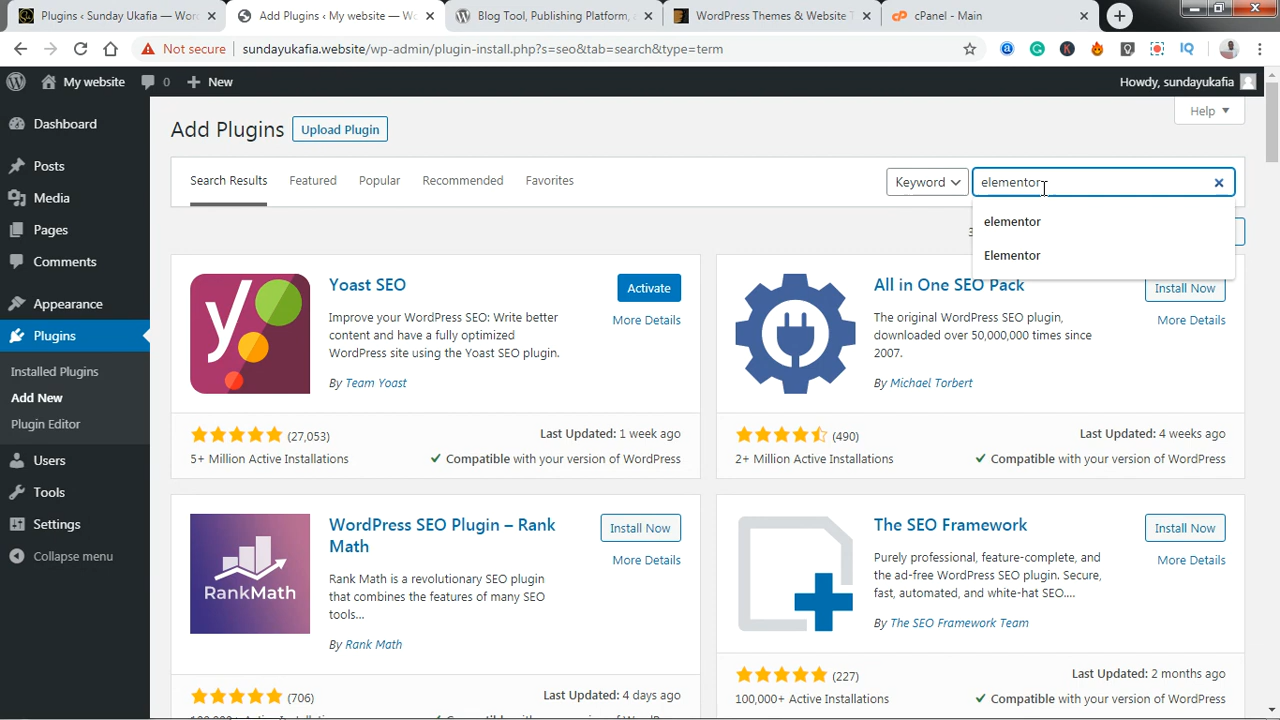 Plugins ‹ Sunday Ukafia — Wor
Add Plugins ‹ My website — Wo
Blog Tool, Publishing Platform, a
WordPress Themes & Website T
cPanel - Main
Not secure
sundayukafia.website/wp-admin/plugin-install.php?s=seo&tab=search&type=term
My website
0
New
Howdy, sundayukafia
Dashboard
Posts
Media
Pages
Comments
Appearance
Plugins
Installed Plugins
Add New
Plugin Editor
Users
Tools
Settings
Collapse menu
Help
Add Plugins
Upload Plugin
Search Results
Featured
Popular
Recommended
Favorites
Keyword
elementor
elementor
Elementor
Yoast SEO
Activate
More Details
Improve your WordPress SEO: Write better
content and have a fully optimized
WordPress site using the Yoast SEO plugin.
By Team Yoast
(27,053)
Last Updated: 1 week ago
5+ Million Active Installations
Compatible with your version of WordPress
All in One SEO Pack
Install Now
More Details
The original WordPress SEO plugin,
downloaded over 50,000,000 times since
2007.
By Michael Torbert
(490)
Last Updated: 4 weeks ago
2+ Million Active Installations
Compatible with your version of WordPress
RankMath
WordPress SEO Plugin – Rank
Math
Install Now
More Details
Rank Math is a revolutionary SEO plugin
that combines the features of many SEO
tools...
By Rank Math
(706)
Last Updated: 4 days ago
The SEO Framework
Install Now
More Details
Purely professional, feature-complete, and
the ad-free WordPress SEO plugin. Secure,
fast, automated, and white-hat SEO....
By The SEO Framework Team
(227)
Last Updated: 2 months ago
100,000+ Active Installations
Compatible with your version of WordPress